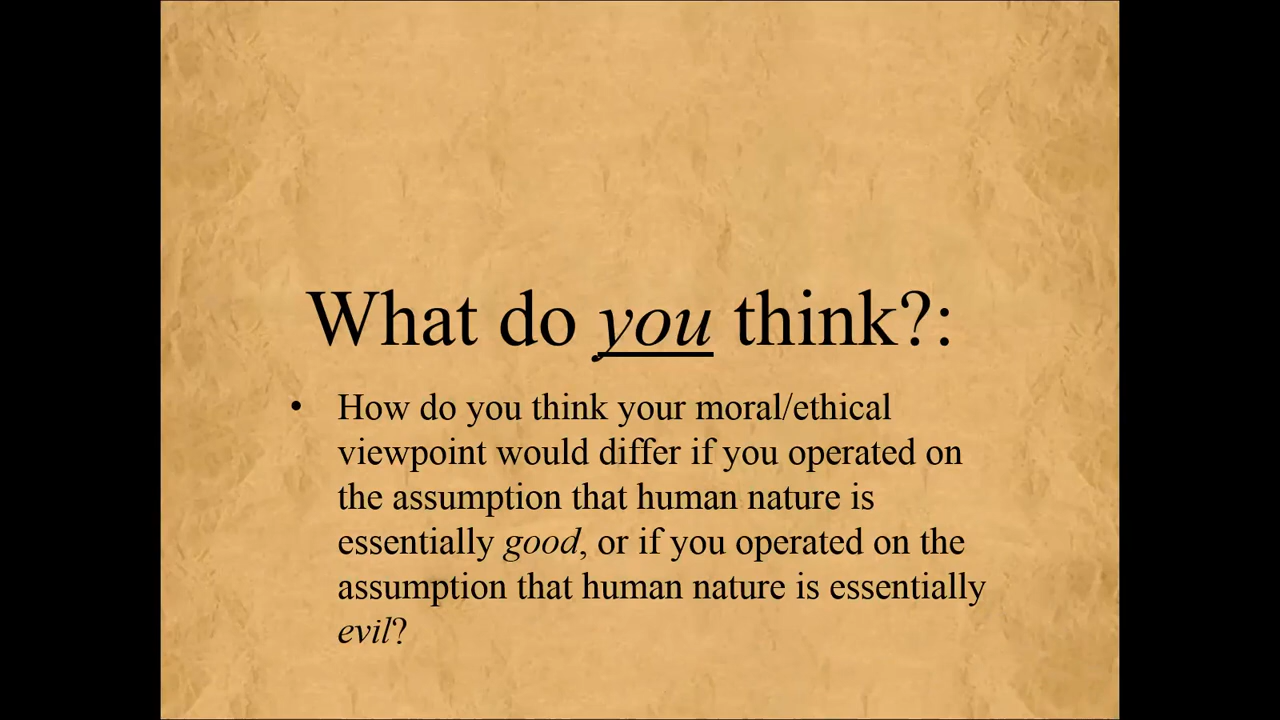 What do you think?:
• How do you think your moral/ethical
viewpoint would differ if you operated on
the assumption that human nature is
essentially good, or if you operated on the
assumption that human nature is essentially
evil?